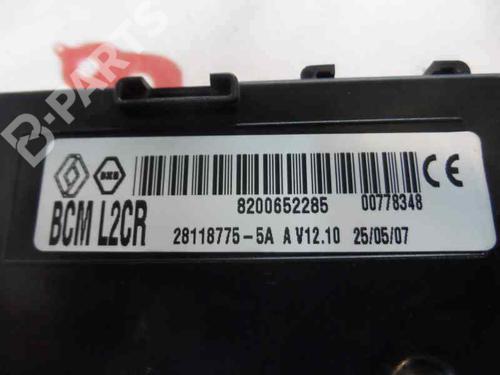 B-PARTS
8200652285 00778348
BCM L2CR 28118775-5A A V12.10 25/05/07
CE